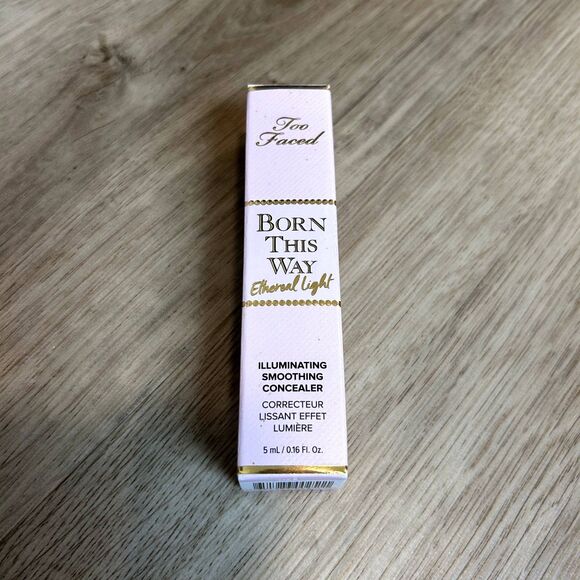 Too
Faced
BORN
THIS
WAY
Ethereal Light
ILLUMINATING
SMOOTHING
CONCEALER
CORRECTEUR
LISSANT EFFET
LUMIÈRE
5 mL / 0.16 Fl. Oz.